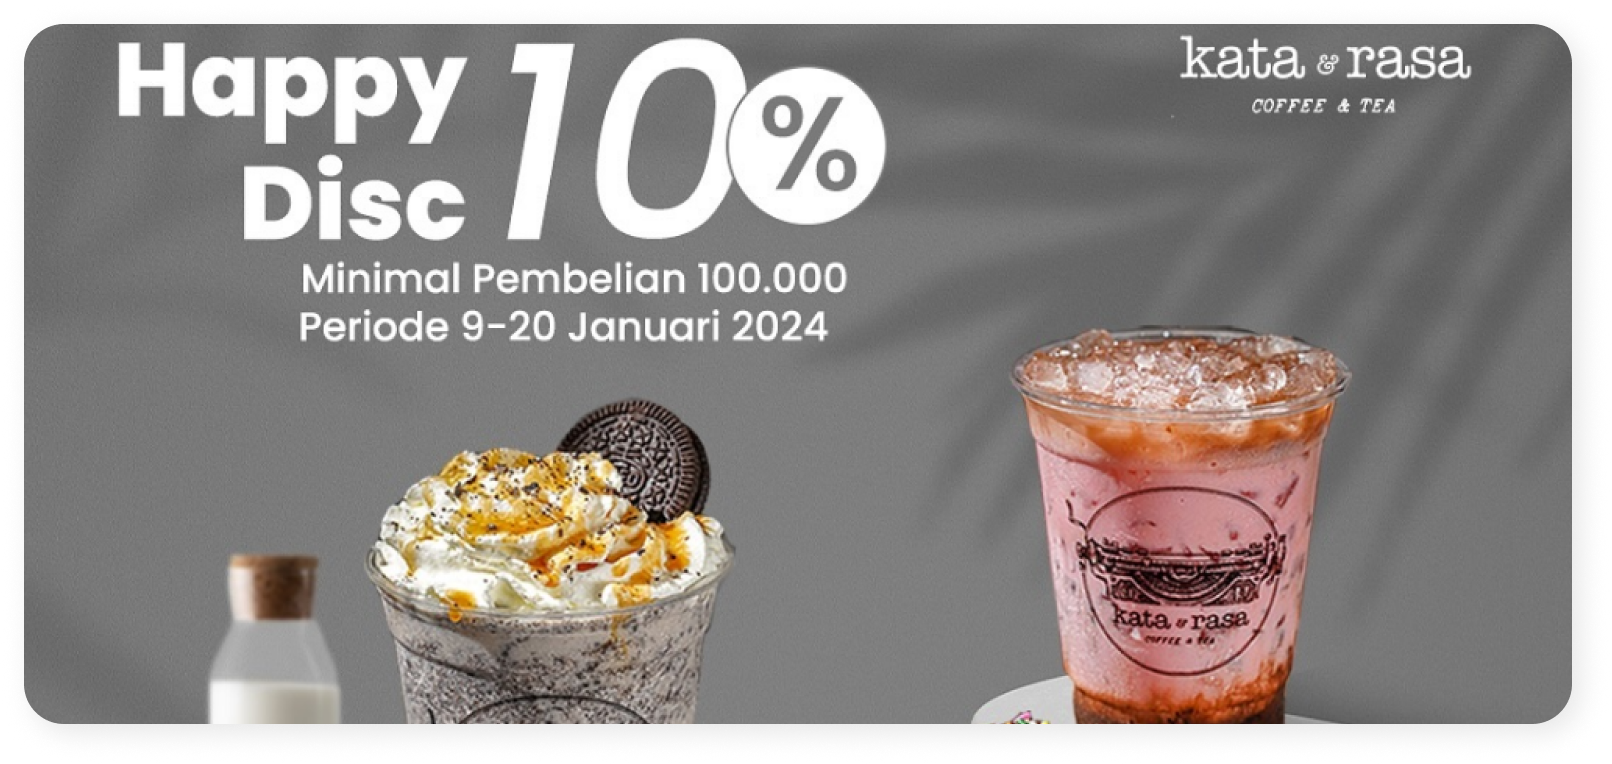 Happy
Disc
10%
Minimal Pembelian 100.000
Periode 9-20 Januari 2024
kata & rasa
COFFEE & TEA
kata & rasa
COFFEE & TEA